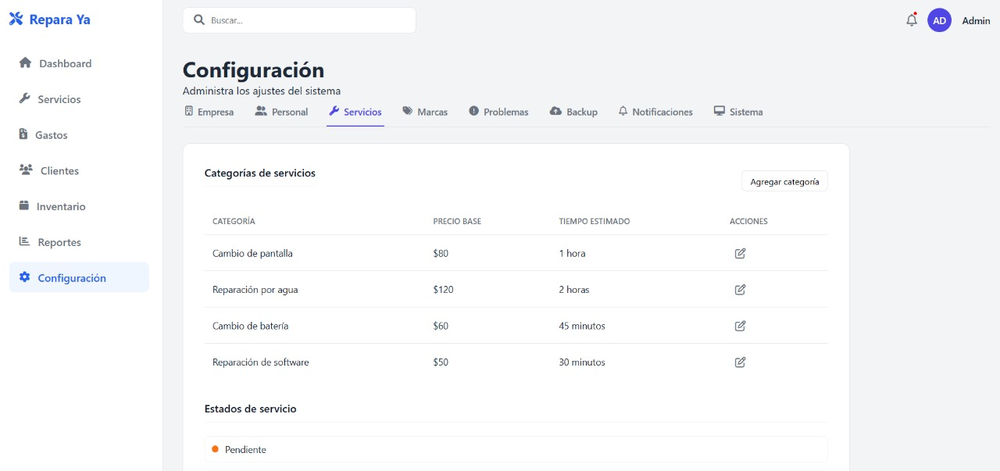 Repara Ya
Buscar...
AD
Admin
Dashboard
Servicios
Gastos
Clientes
Inventario
Reportes
Configuración
Configuración
Administra los ajustes del sistema
Empresa Personal Servicios Marcas Problemas Backup Notificaciones Sistema
Categorías de servicios
Agregar categoría
CATEGORÍA PRECIO BASE TIEMPO ESTIMADO ACCIONES
Cambio de pantalla $80 1 hora
Reparación por agua $120 2 horas
Cambio de batería $60 45 minutos
Reparación de software $50 30 minutos
Estados de servicio
Pendiente